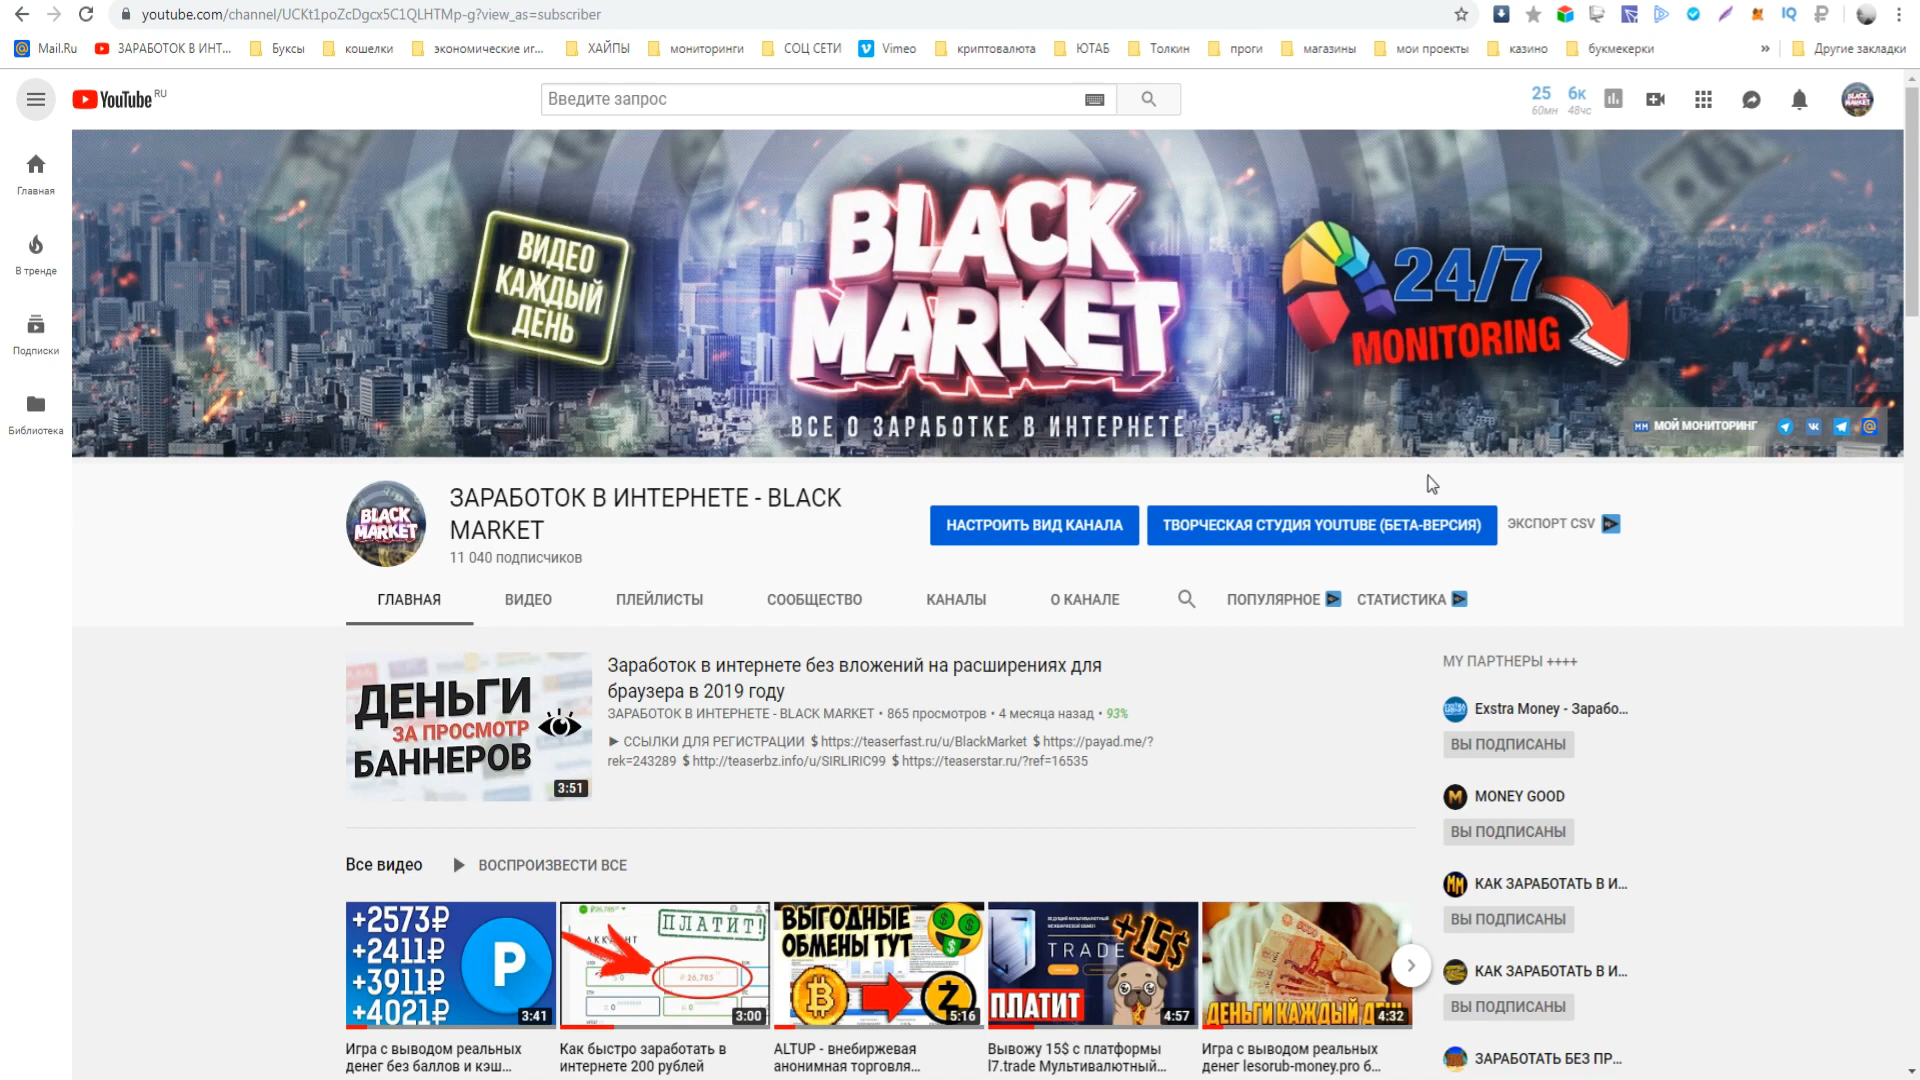 youtube.com/channel/UCKt1poZcDgcx5C1QLHTMp-g?view_as=subscriber
Mail.Ru ЗАРАБОТОК В ИНТ... Буксы кошелки экономические иг... ХАЙПЫ мониторинги СОЦ СЕТИ Vimeo криптовалюта ЮТАБ Толкин проги магазины мои проекты казино букмекерки » Другие закладки
YouTube RU
Введите запрос
25 6к
60мн 48чс
Главная
В тренде
Подписки
Библиотека
ВИДЕО
КАЖДЫЙ
ДЕНЬ
BLACK
MARKET
ВСЕ О ЗАРАБОТКЕ В ИНТЕРНЕТЕ
24/7
MONITORING
МОЙ МОНИТОРИНГ
BLACK
MARKET
ЗАРАБОТОК В ИНТЕРНЕТЕ - BLACK
MARKET
11 040 подписчиков
НАСТРОИТЬ ВИД КАНАЛА
ТВОРЧЕСКАЯ СТУДИЯ YOUTUBE (БЕТА-ВЕРСИЯ)
ЭКСПОРТ CSV
ГЛАВНАЯ ВИДЕО ПЛЕЙЛИСТЫ СООБЩЕСТВО КАНАЛЫ О КАНАЛЕ ПОПУЛЯРНОЕ СТАТИСТИКА
ДЕНЬГИ
ЗА ПРОСМОТР
БАННЕРОВ
3:51
Заработок в интернете без вложений на расширениях для
браузера в 2019 году
ЗАРАБОТОК В ИНТЕРНЕТЕ - BLACK MARKET • 865 просмотров • 4 месяца назад • 93%
► ССЫЛКИ ДЛЯ РЕГИСТРАЦИИ $ https://teaserfast.ru/u/BlackMarket $ https://payad.me/?
rek=243289 $ http://teaserbz.info/u/SIRLIRIC99 $ https://teaserstar.ru/?ref=16535
MY ПАРТНЕРЫ ++++
Exstra Money - Зарабо...
ВЫ ПОДПИСАНЫ
MONEY GOOD
ВЫ ПОДПИСАНЫ
КАК ЗАРАБОТАТЬ В И...
ВЫ ПОДПИСАНЫ
КАК ЗАРАБОТАТЬ В И...
ВЫ ПОДПИСАНЫ
ЗАРАБОТАТЬ БЕЗ ПР...
Все видео ВОСПРОИЗВЕСТИ ВСЕ
+2573₽
+2411₽
+3911₽
+4021₽
3:41
ПЛАТИТ!
3:00
ВЫГОДНЫЕ
ОБМЕНЫ ТУТ
5:16
TRADE
+15$
ПЛАТИТ
4:57
ДЕНЬГИ КАЖДЫЙ
4:32
Игра с выводом реальных
денег без баллов и кэш...
Как быстро заработать в
интернете 200 рублей
ALTUP - внебиржевая
анонимная торговля...
Вывожу 15$ с платформы
l7.trade Мультивалютный...
Игра с выводом реальных
денег lesorub-money.pro б...